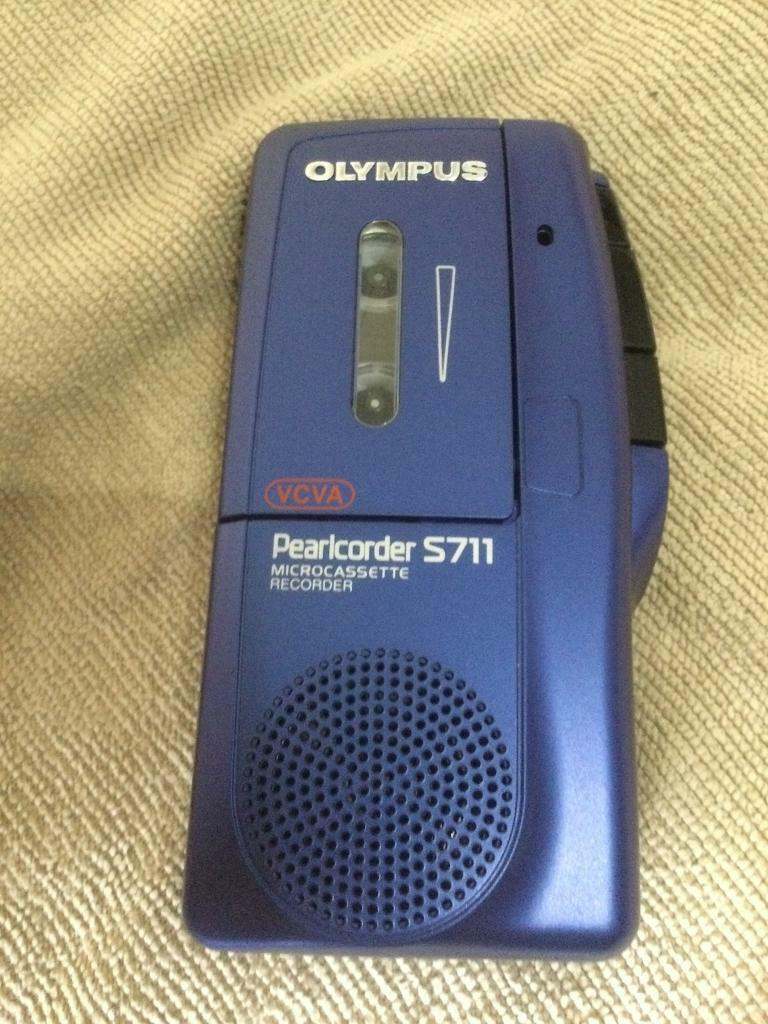 OLYMPUS
VCVA
Pearlcorder S711
MICROCASSETTE
RECORDER